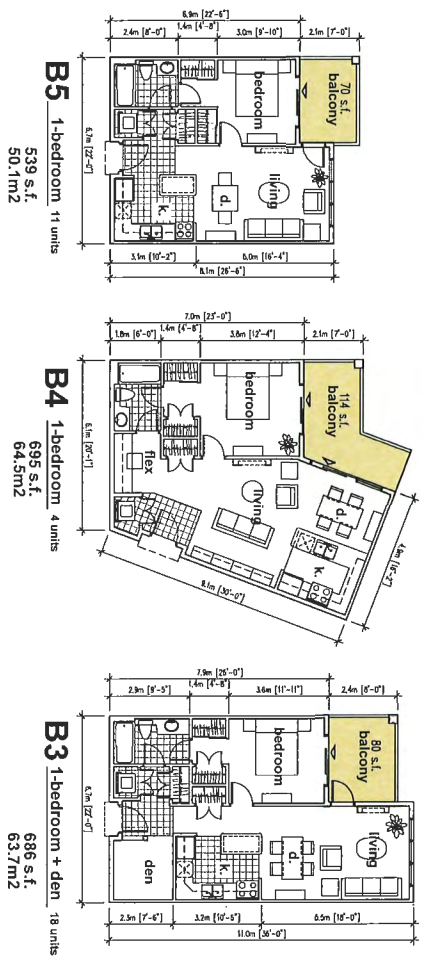 6.9m [22'-6"]
2.4m [8'-0"]
1.4m [4'-8"]
3.0m [9'-10"]
2.1m [7'-0"]
70 s.f.
balcony
bedroom
living
d.
k.
6.7m [22'-0"]
3.1m [10'-2"]
5.0m [16'-4"]
8.1m [26'-6"]
B5
1-bedroom 11 units
539 s.f.
50.1m2
7.0m [23'-0"]
1.8m [6'-0"]
1.4m [4'-8"]
3.8m [12'-4"]
2.1m [7'-0"]
114 s.f.
balcony
bedroom
living
flex
d.
k.
6.1m [20'-1"]
9.1m [30'-0"]
B4
1-bedroom 4 units
695 s.f.
64.5m2
7.9m [26'-0"]
2.9m [9'-5"]
1.4m [4'-8"]
3.6m [11'-11"]
2.4m [8'-0"]
80 s.f.
balcony
bedroom
living
d.
k.
den
6.7m [22'-0"]
2.3m [7'-6"]
3.2m [10'-5"]
5.5m [18'-0"]
11.0m [36'-0"]
B3
1-bedroom + den 18 units
686 s.f.
63.7m2